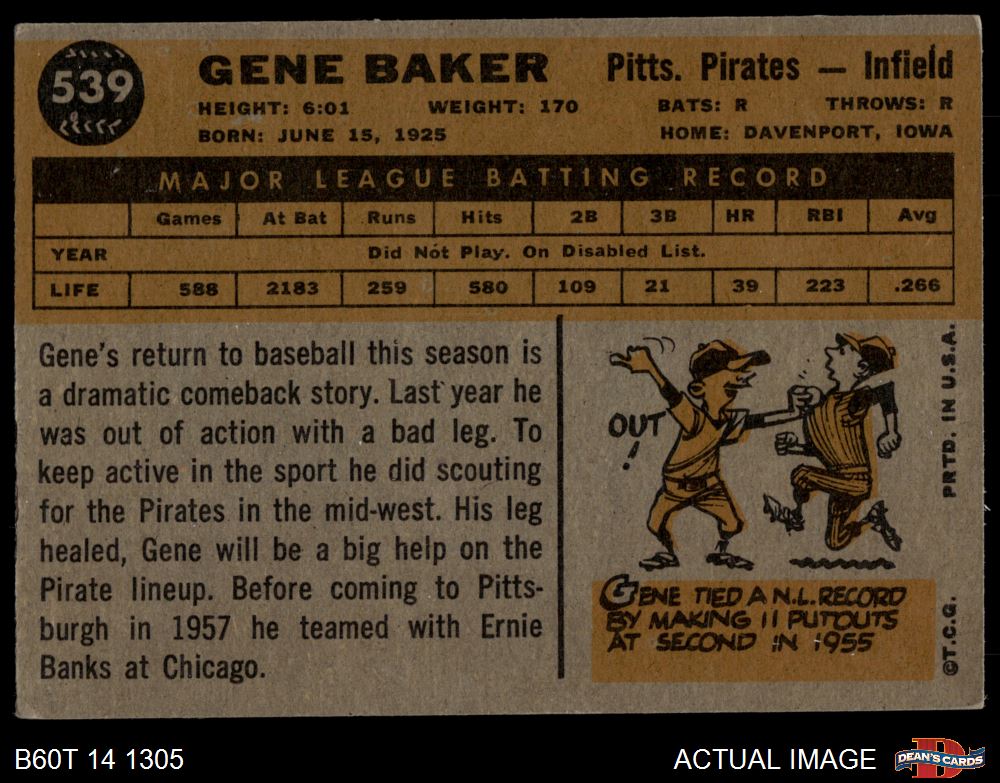 539
GENE BAKER
Pitts. Pirates — Infield
HEIGHT: 6:01 WEIGHT: 170 BATS: R THROWS: R
BORN: JUNE 15, 1925 HOME: DAVENPORT, IOWA
MAJOR LEAGUE BATTING RECORD
Games At Bat Runs Hits 2B 3B HR RBI Avg
YEAR Did Not Play. On Disabled List.
LIFE 588 2183 259 580 109 21 39 223 .266
Gene's return to baseball this season is
a dramatic comeback story. Last year he
was out of action with a bad leg. To
keep active in the sport he did scouting
for the Pirates in the mid-west. His leg
healed, Gene will be a big help on the
Pirate lineup. Before coming to Pitts-
burgh in 1957 he teamed with Ernie
Banks at Chicago.
OUT
!
GENE TIED A N.L. RECORD
BY MAKING 11 PUTOUTS
AT SECOND IN 1955
PRTD. IN U.S.A.
©T.C.G.
B60T 14 1305
ACTUAL IMAGE
D
DEAN'S CARDS